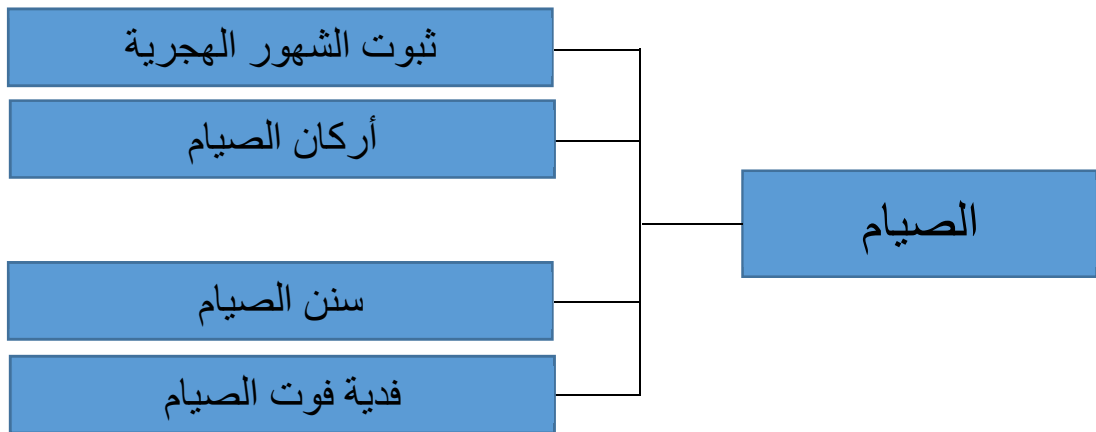 الصيام
ثبوت الشهور الهجرية
أركان الصيام
سنن الصيام
فدية فوت الصيام